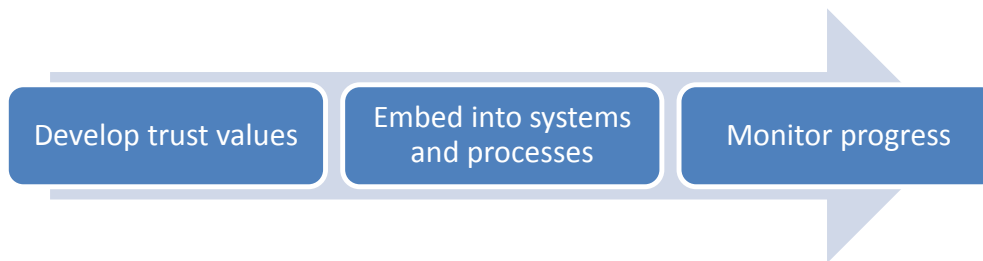 Develop trust values
Embed into systems
and processes
Monitor progress